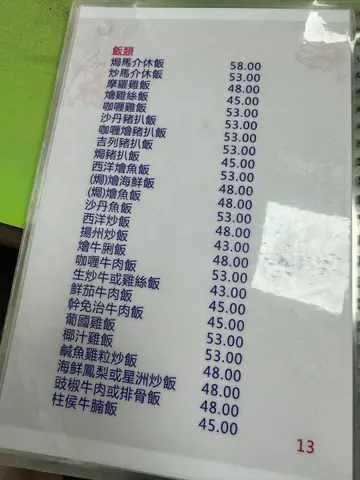 飯類
焗馬介休飯 58.00
炒馬介休飯 53.00
摩羅雞飯 48.00
燴雞絲飯 45.00
咖喱雞飯 53.00
沙丹豬扒飯 53.00
咖喱燴豬扒飯 53.00
吉列豬扒飯 53.00
焗豬扒飯 45.00
西洋燴魚飯 53.00
(焗)燴海鮮飯 48.00
(焗)燴魚飯 48.00
沙丹魚飯 53.00
西洋炒飯 48.00
揚州炒飯 43.00
燴牛脷飯 48.00
咖喱牛肉飯 53.00
生炒牛或雞絲飯 43.00
鮮茄牛肉飯 45.00
幹免治牛肉飯 45.00
葡國雞飯 53.00
椰汁雞飯 53.00
鹹魚雞粒炒飯 48.00
海鮮鳳梨或星洲炒飯 48.00
豉椒牛肉或排骨飯 48.00
柱侯牛腩飯 45.00
13